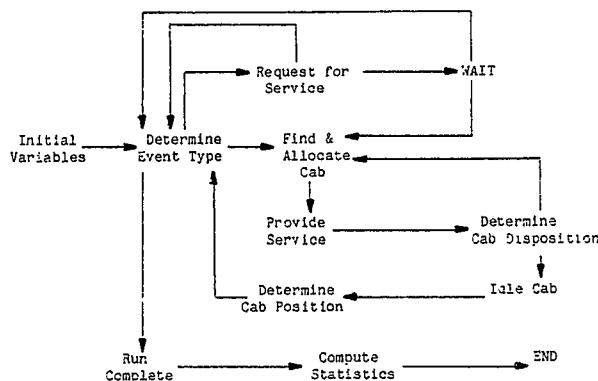 Request for
Service
WAIT
Initial
Variables
Determine
Event Type
Find &
Allocate
Cab
Provide
Service
Determine
Cab Disposition
Determine
Cab Position
Idle Cab
Run
Complete
Compute
Statistics
END